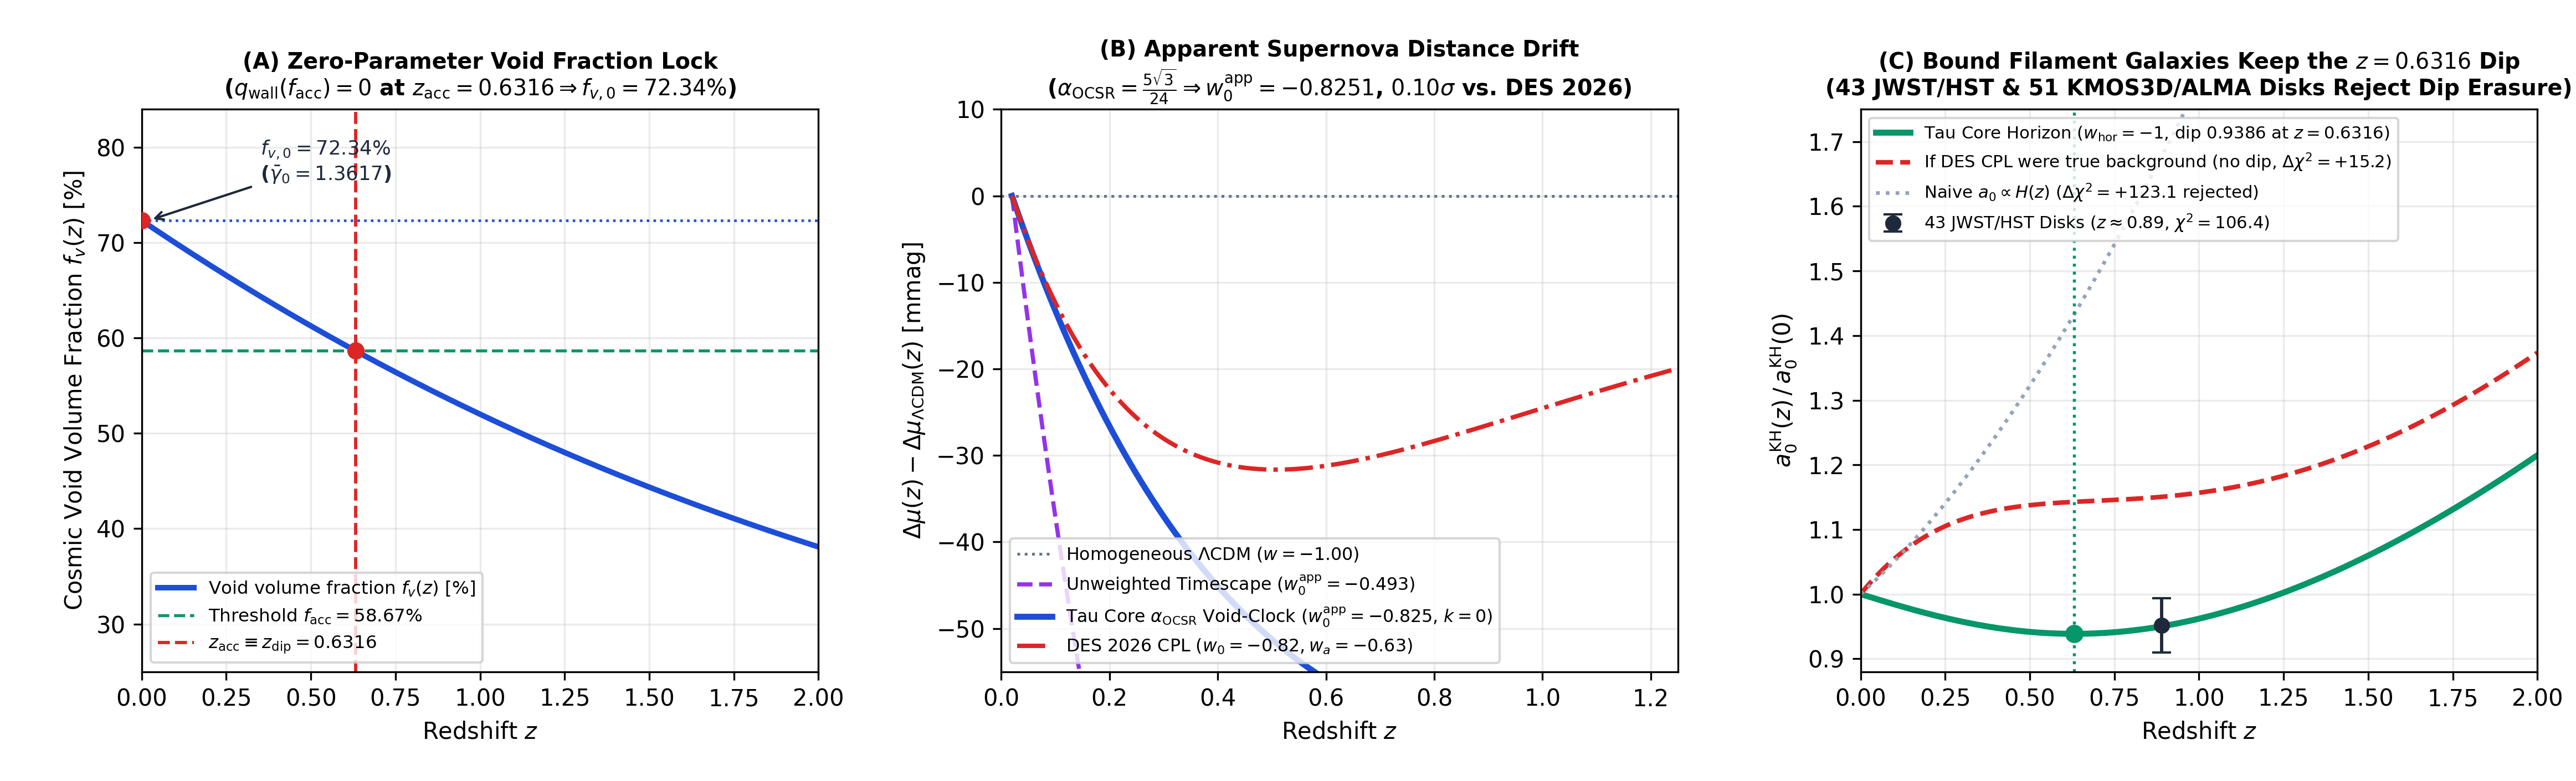 (A) Zero-Parameter Void Fraction Lock
(q_wall(f_acc) = 0 at z_acc = 0.6316 ⇒ f_v,0 = 72.34%)
f_v,0 = 72.34%
(γ̄_0 = 1.3617)
Cosmic Void Volume Fraction f_v(z) [%]
80
70
60
50
40
30
Void volume fraction f_v(z) [%]
Threshold f_acc = 58.67%
z_acc ≡ z_dip = 0.6316
0.00 0.25 0.50 0.75 1.00 1.25 1.50 1.75 2.00
Redshift z
(B) Apparent Supernova Distance Drift
(α_OCSR = 5√3/24 ⇒ w_0^app = −0.8251, 0.10σ vs. DES 2026)
Δμ(z) − Δμ_ΛCDM(z) [mmag]
10
0
−10
−20
−30
−40
−50
Homogeneous ΛCDM (w = −1.00)
Unweighted Timescape (w_0^app = −0.493)
Tau Core α_OCSR Void-Clock (w_0^app = −0.825, k = 0)
DES 2026 CPL (w_0 = −0.82, w_a = −0.63)
0.0 0.2 0.4 0.6 0.8 1.0 1.2
Redshift z
(C) Bound Filament Galaxies Keep the z = 0.6316 Dip
(43 JWST/HST & 51 KMOS3D/ALMA Disks Reject Dip Erasure)
a_0^KH(z) / a_0^KH(0)
1.7
1.6
1.5
1.4
1.3
1.2
1.1
1.0
0.9
Tau Core Horizon (w_hor = −1, dip 0.9386 at z = 0.6316)
If DES CPL were true background (no dip, Δχ² = +15.2)
Naive a_0 ∝ H(z) (Δχ² = +123.1 rejected)
43 JWST/HST Disks (z ≈ 0.89, χ² = 106.4)
0.00 0.25 0.50 0.75 1.00 1.25 1.50 1.75 2.00
Redshift z